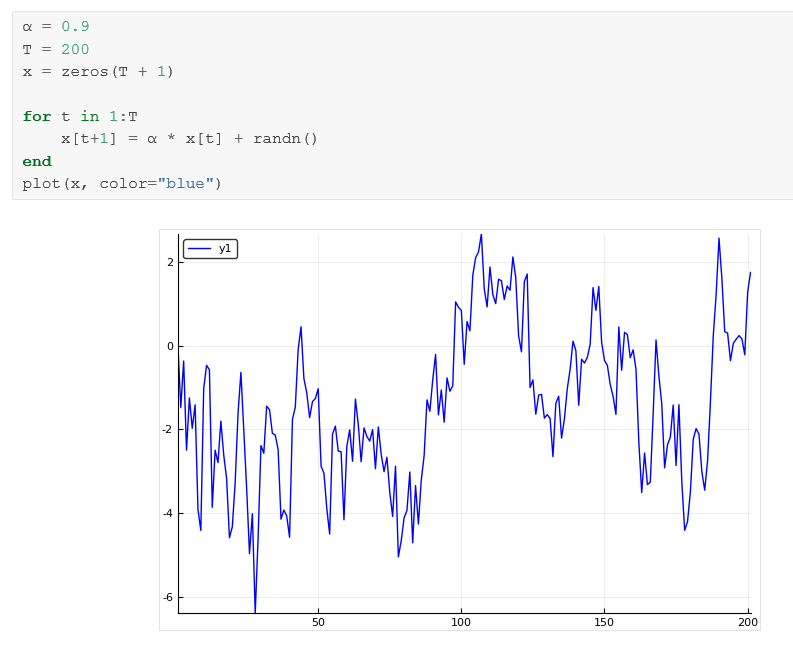 α = 0.9
T = 200
x = zeros(T + 1)
for t in 1:T
    x[t+1] = α * x[t] + randn()
end
plot(x, color="blue")
y1
2
0
-2
-4
-6
50 100 150 200